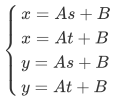 x = As + B
x = At + B
y = As + B
y = At + B